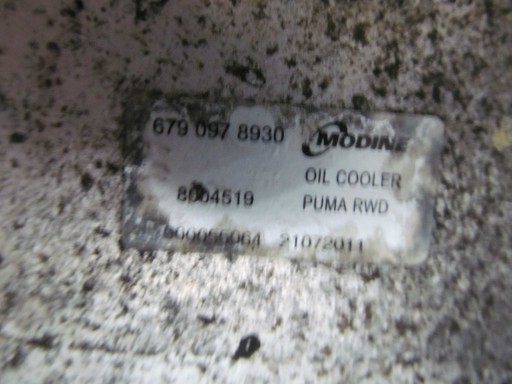 679 097 8930 MODINE
OIL COOLER
8004519 PUMA RWD
21072011